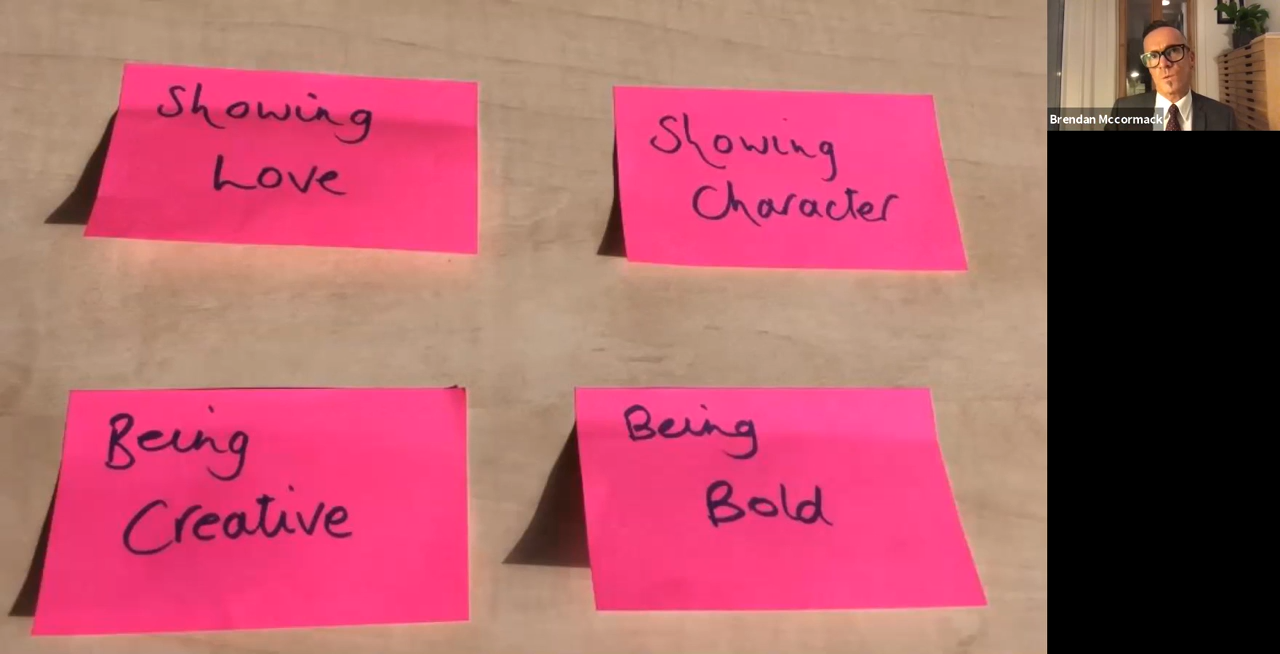 Showing
Love
Showing
Character
Being
Creative
Being
Bold
Brendan Mccormack